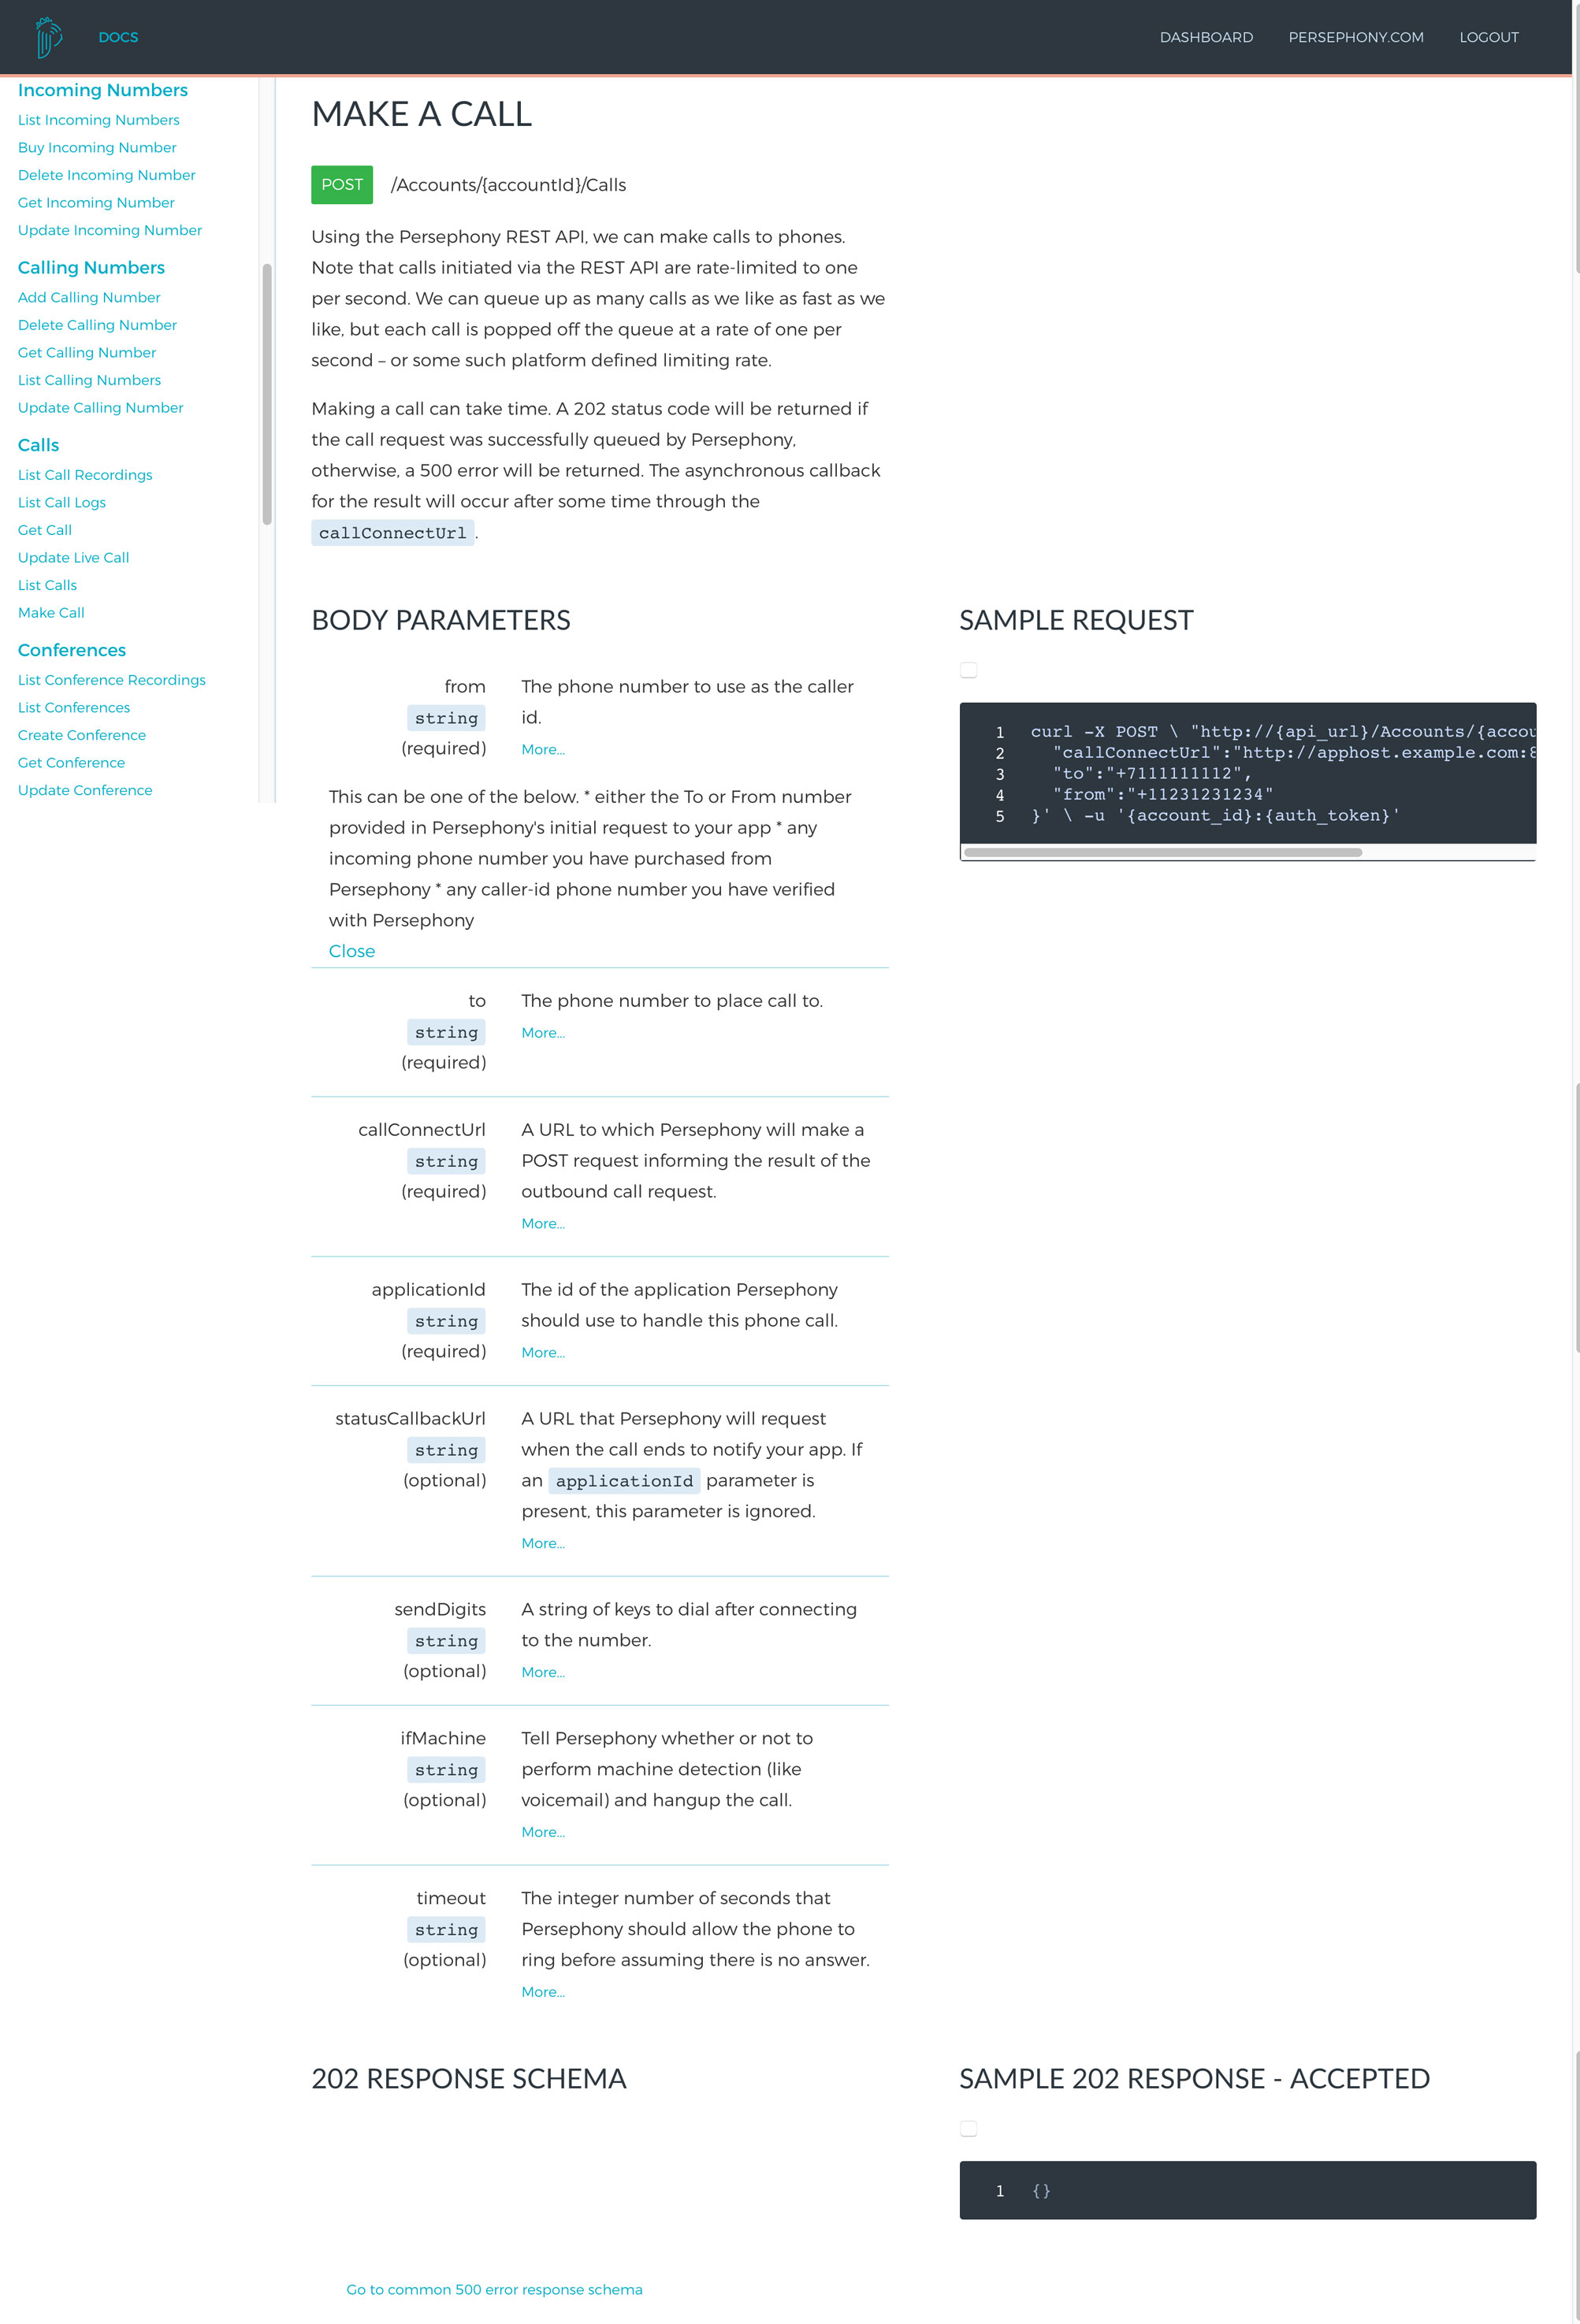 DOCS
DASHBOARD
PERSEPHONY.COM
LOGOUT
Incoming Numbers
List Incoming Numbers
Buy Incoming Number
Delete Incoming Number
Get Incoming Number
Update Incoming Number
Calling Numbers
Add Calling Number
Delete Calling Number
Get Calling Number
List Calling Numbers
Update Calling Number
Calls
List Call Recordings
List Call Logs
Get Call
Update Live Call
List Calls
Make Call
Conferences
List Conference Recordings
List Conferences
Create Conference
Get Conference
Update Conference
MAKE A CALL
POST /Accounts/{accountId}/Calls
Using the Persephony REST API, we can make calls to phones.
Note that calls initiated via the REST API are rate-limited to one
per second. We can queue up as many calls as we like as fast as we
like, but each call is popped off the queue at a rate of one per
second – or some such platform defined limiting rate.
Making a call can take time. A 202 status code will be returned if
the call request was successfully queued by Persephony,
otherwise, a 500 error will be returned. The asynchronous callback
for the result will occur after some time through the
callConnectUrl.
BODY PARAMETERS
from
string
(required)
The phone number to use as the caller
id.
More...
This can be one of the below. * either the To or From number
provided in Persephony's initial request to your app * any
incoming phone number you have purchased from
Persephony * any caller-id phone number you have verified
with Persephony
Close
to
string
(required)
The phone number to place call to.
More...
callConnectUrl
string
(required)
A URL to which Persephony will make a
POST request informing the result of the
outbound call request.
More...
applicationId
string
(required)
The id of the application Persephony
should use to handle this phone call.
More...
statusCallbackUrl
string
(optional)
A URL that Persephony will request
when the call ends to notify your app. If
an applicationId parameter is
present, this parameter is ignored.
More...
sendDigits
string
(optional)
A string of keys to dial after connecting
to the number.
More...
ifMachine
string
(optional)
Tell Persephony whether or not to
perform machine detection (like
voicemail) and hangup the call.
More...
timeout
string
(optional)
The integer number of seconds that
Persephony should allow the phone to
ring before assuming there is no answer.
More...
SAMPLE REQUEST
1 curl -X POST \ "http://{api_url}/Accounts/{accou
2 "callConnectUrl":"http://apphost.example.com:8
3 "to":"+7111111112",
4 "from":"+11231231234"
5 }' \ -u '{account_id}:{auth_token}'
202 RESPONSE SCHEMA
SAMPLE 202 RESPONSE - ACCEPTED
1 {}
Go to common 500 error response schema